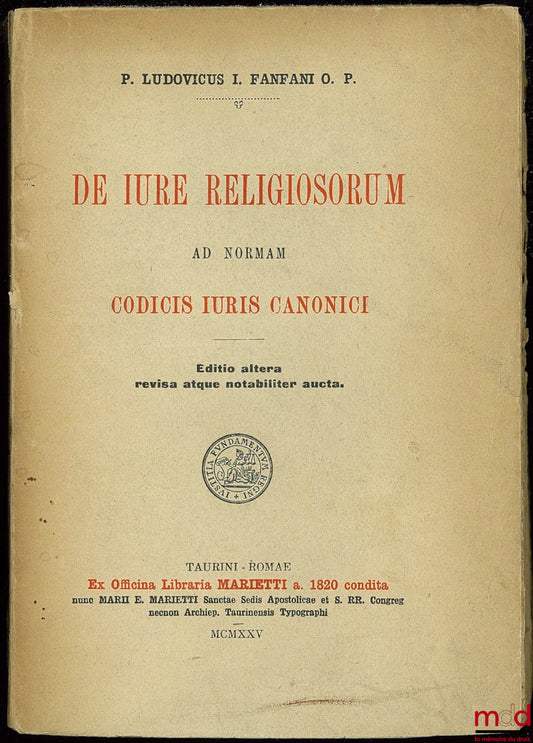 P. LUDOVICUS I. FANFANI O. P.
DE IURE RELIGIOSORUM
AD NORMAM
CODICIS IURIS CANONICI
Editio altera
revisa atque notabiliter aucta.
IVSTITIA FVNDAMENTVM REGNI
TAURINI - ROMAE
Ex Officina Libraria MARIETTI a. 1820 condita
nunc MARII E. MARIETTI Sanctae Sedis Apostolicae et S. RR. Congreg
necnon Archiep. Taurinensis Typographi
MCMXXV
mdd
la mémoire du droit